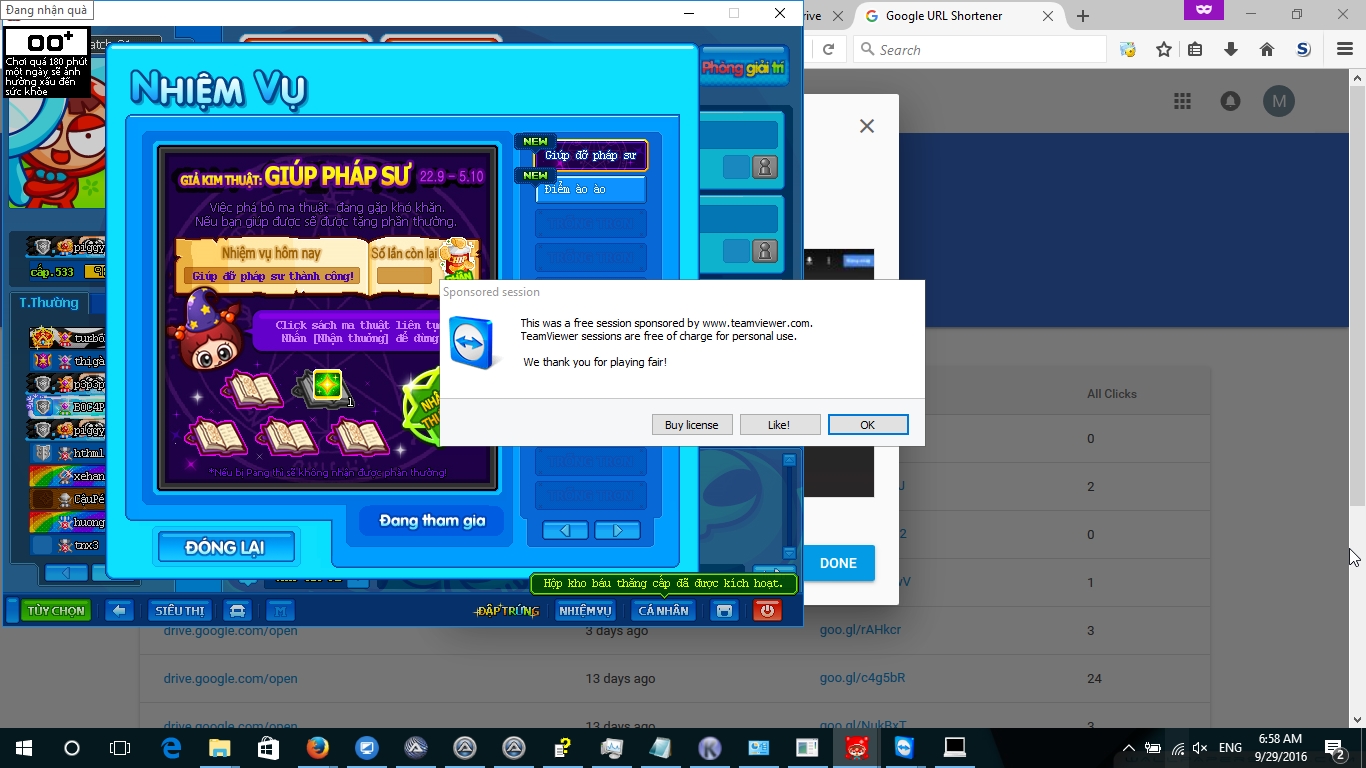 Đang nhận quà
OO+
Chơi quá 180 phút
một ngày sẽ ảnh
hưởng xấu đến
sức khỏe
Google URL Shortener
Search
M
Phòng giải trí
NHIỆM VỤ
GIẢ KIM THUẬT: GIÚP PHÁP SƯ 22.9 - 5.10
Việc phá bỏ ma thuật đáng gặp khó khăn.
Nếu bạn giúp được sẽ được tặng phần thưởng.
Nhiệm vụ hôm nay
Số lần còn lại
Giúp đỡ pháp sư thành công!
Click sách ma thuật liên tụ
Nhấn [Nhận thưởng] để dừng
1
*Nếu bị Pang thì sẽ không nhận được phần thưởng!
NEW
Giúp đỡ pháp sư
NEW
Điểm ào ào
Đang tham gia
ĐÓNG LẠI
piggy
cấp.533
T.Thường
turbo
thiga
p3p3p
BOC4P
piggy
hthml
xehan
CậuPé
huong
tnx3
Hộp kho báu thăng cấp đã được kích hoạt.
TÙY CHỌN
SIÊU THỊ
M
ĐẬP TRỨNG
NHIỆM VỤ
CÁ NHÂN
Sponsored session
This was a free session sponsored by www.teamviewer.com.
TeamViewer sessions are free of charge for personal use.
We thank you for playing fair!
Buy license
Like!
OK
DONE
All Clicks
0
2
0
1
drive.google.com/open
3 days ago
goo.gl/rAHkcr
3
drive.google.com/open
13 days ago
goo.gl/c4g5bR
24
drive.google.com/open
13 days ago
goo.gl/NukBxT
3
ENG
6:58 AM
9/29/2016
2